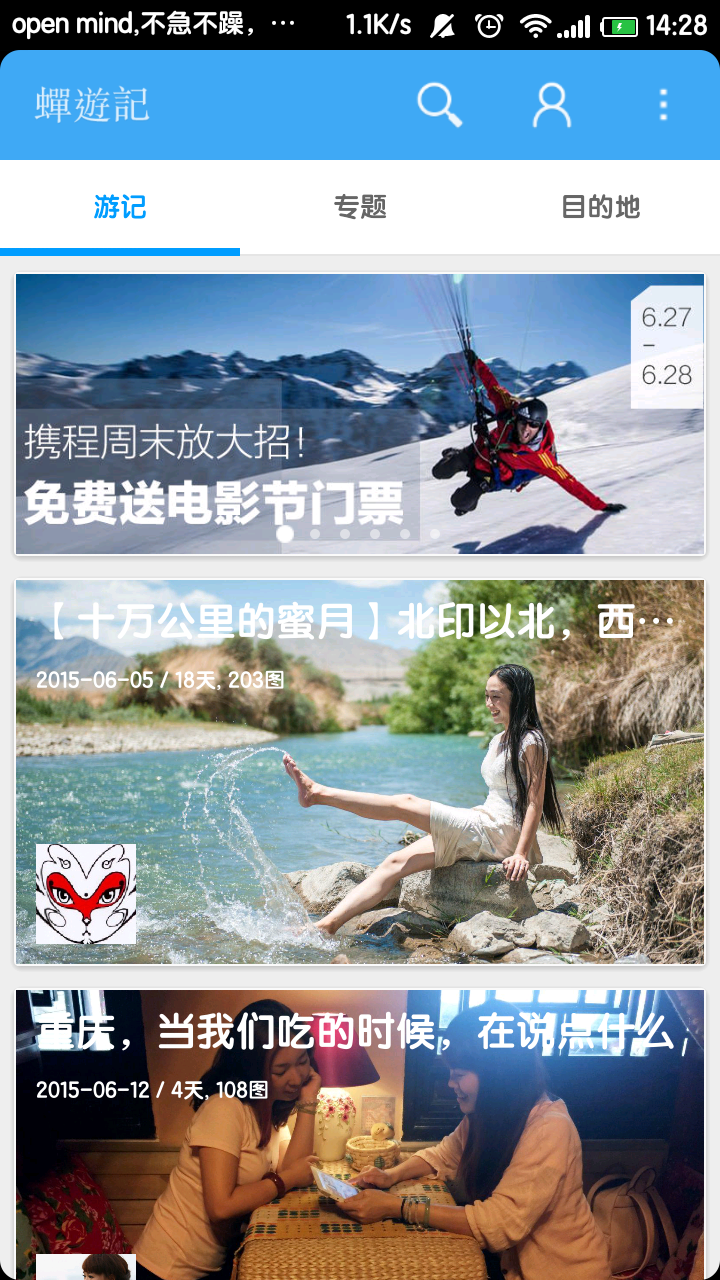 open mind,不急不躁，… 1.1K/s 14:28
蟬遊記
游记 专题 目的地
6.27
–
6.28
携程周末放大招！
免费送电影节门票
【十万公里的蜜月】北印以北，西…
2015-06-05 / 18天, 203图
重庆，当我们吃的时候，在说点什么
2015-06-12 / 4天, 108图